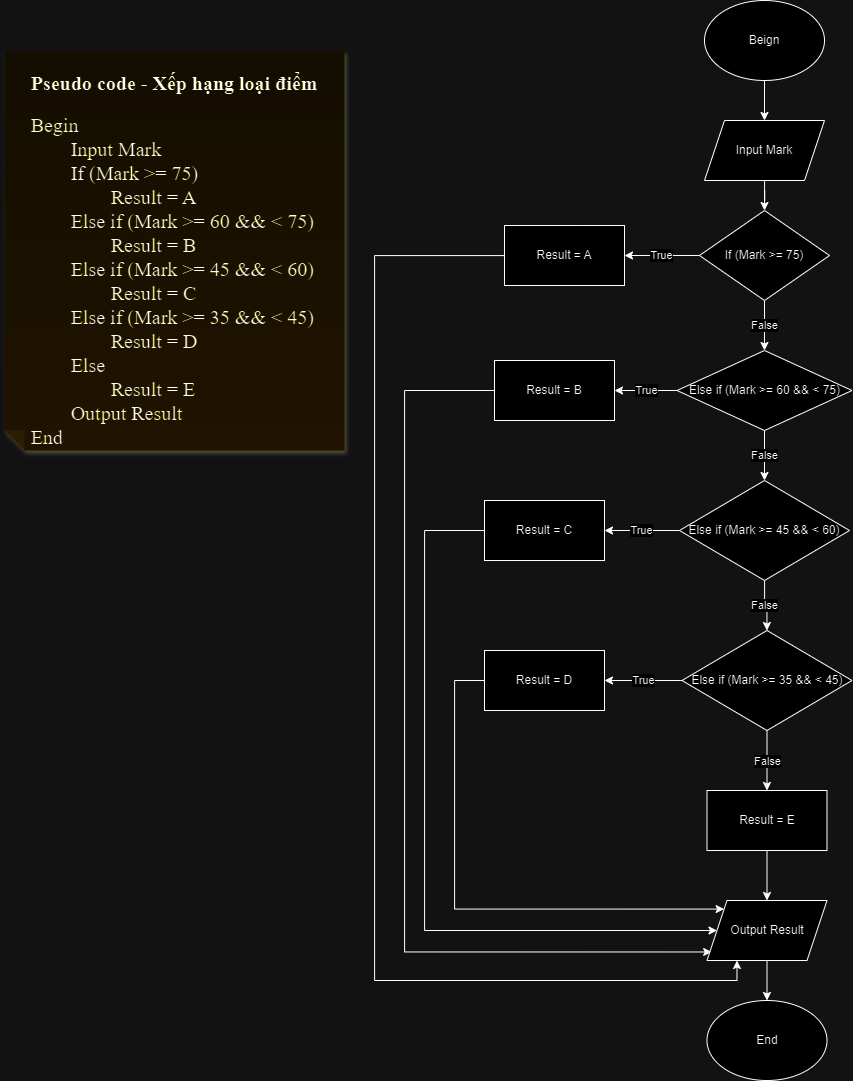 Pseudo code - Xếp hạng loại điểm
Begin
Input Mark
If (Mark >= 75)
Result = A
Else if (Mark >= 60 && < 75)
Result = B
Else if (Mark >= 45 && < 60)
Result = C
Else if (Mark >= 35 && < 45)
Result = D
Else
Result = E
Output Result
End
Beign
Input Mark
If (Mark >= 75)
True
Result = A
False
Else if (Mark >= 60 && < 75)
True
Result = B
False
Else if (Mark >= 45 && < 60)
True
Result = C
False
Else if (Mark >= 35 && < 45)
True
Result = D
False
Result = E
Output Result
End